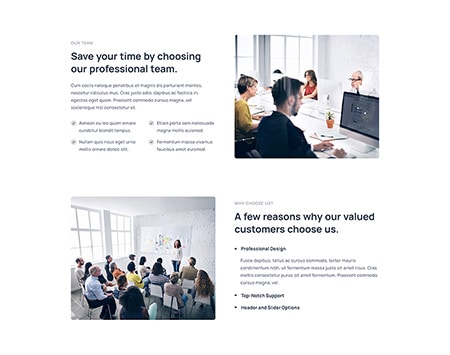 OUR TEAM
Save your time by choosing
our professional team.
Cum sociis natoque penatibus et magnis dis parturient montes,
nascetur ridiculus mus. Cras justo odio, dapibus ac facilisis in,
egestas eget quam. Praesent commodo cursus magna, vel
scelerisque nisl consectetur et.
Aenean eu leo quam ornare
curabitur blandit tempus.
Nullam quis risus eget urna
mollis ornare donec elit.
Etiam porta sem malesuada
magna mollis euismod.
Fermentum massa vivamus
faucibus amet euismod.
WHY CHOOSE US?
A few reasons why our valued
customers choose us.
Professional Design
Fusce dapibus, tellus ac cursus commodo, tortor mauris
condimentum nibh, ut fermentum massa justo sit amet risus. Cras
mollis consectetur purus sit amet fermentum. Praesent commodo
cursus magna, vel.
Top-Notch Support
Header and Slider Options